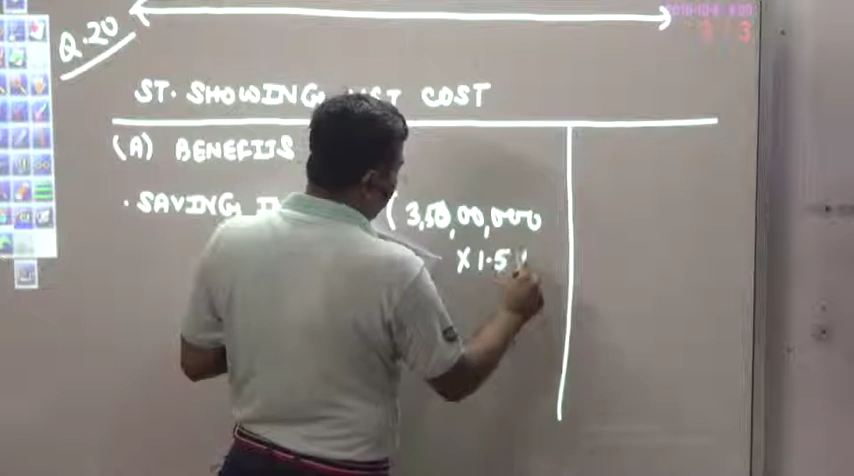 Q.20
ST. SHOWING COST
(A) BENEFITS
. SAVING (3,50,00,000
X 1.5